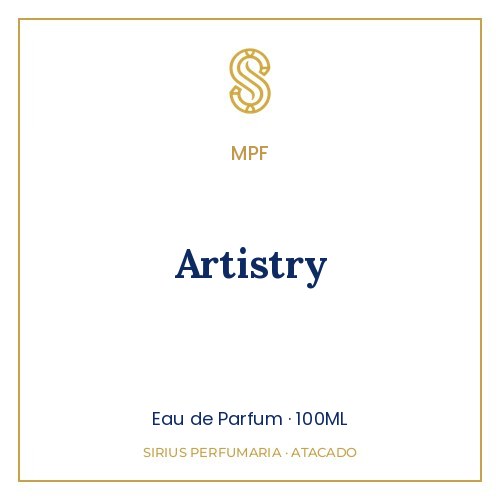 MPF
Artistry
Eau de Parfum · 100ML
SIRIUS PERFUMARIA · ATACADO